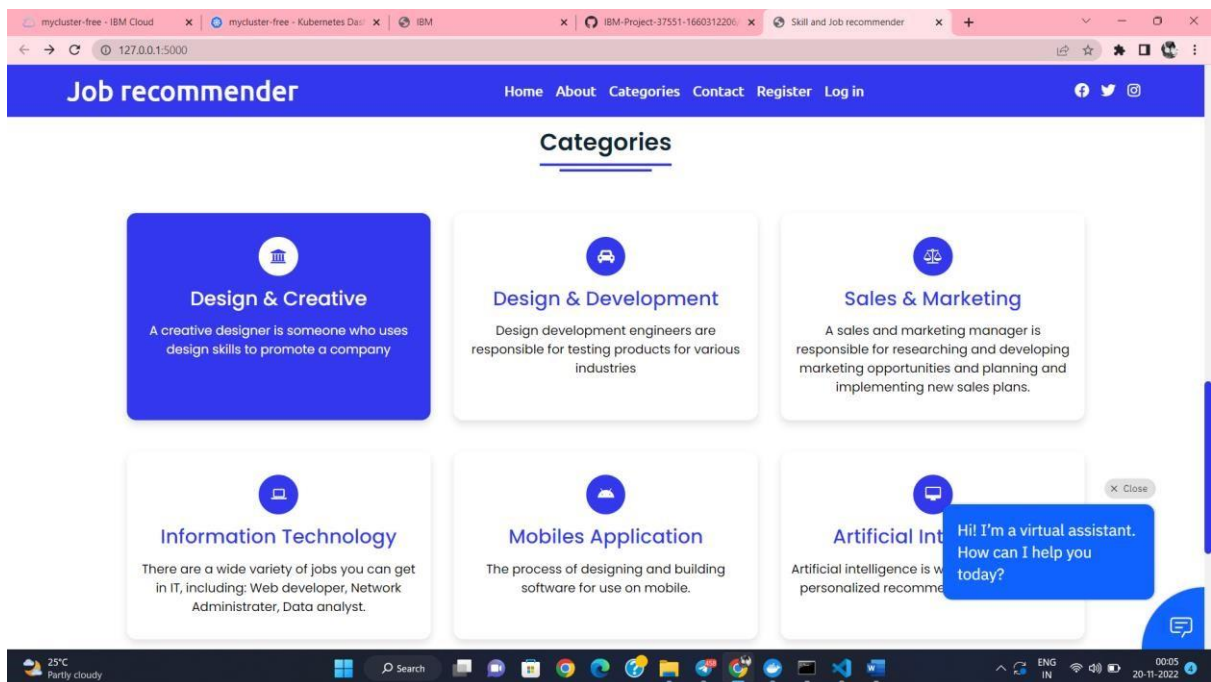 mycluster-free - IBM Cloud
mycluster-free - Kubernetes Das
IBM
IBM-Project-37551-1660312206
Skill and Job recommender
127.0.0.1:5000
Job recommender
Home About Categories Contact Register Log in
Categories
Design & Creative
A creative designer is someone who uses
design skills to promote a company
Design & Development
Design development engineers are
responsible for testing products for various
industries
Sales & Marketing
A sales and marketing manager is
responsible for researching and developing
marketing opportunities and planning and
implementing new sales plans.
Information Technology
There are a wide variety of jobs you can get
in IT, including: Web developer, Network
Administrater, Data analyst.
Mobiles Application
The process of designing and building
software for use on mobile.
Artificial Int
Artificial intelligence is w
personalized recomme
× Close
Hi! I'm a virtual assistant.
How can I help you
today?
25°C
Partly cloudy
Search
ENG
IN
00:05
20-11-2022
4